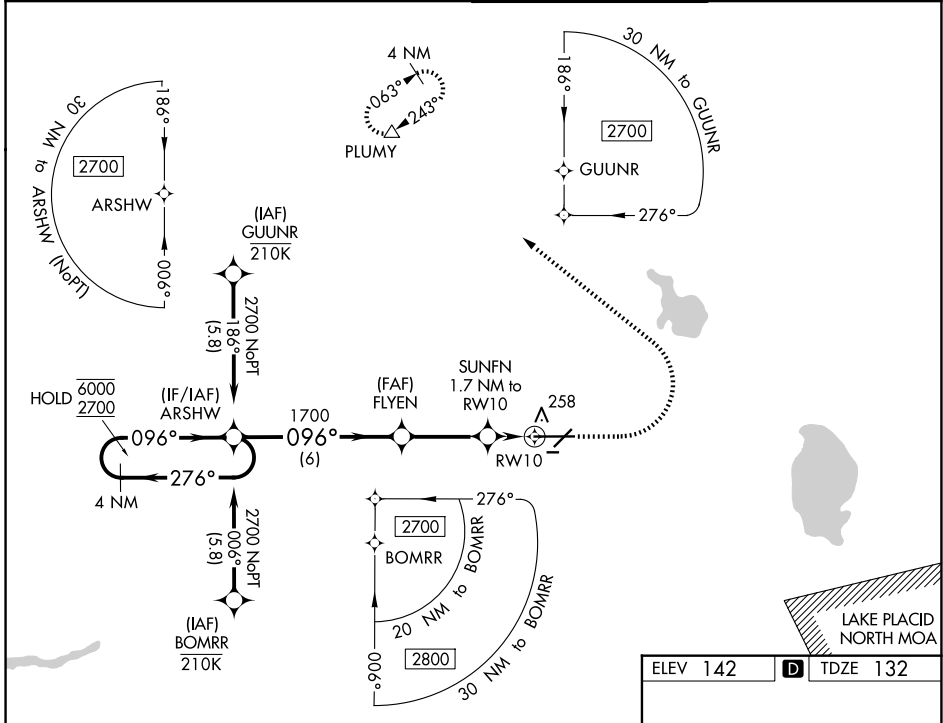 30 NM to ARSHW (NoPT)
186°
2700
ARSHW
006°
4 NM
063°
243°
PLUMY
30 NM to GUUNR
186°
2700
GUUNR
276°
(IAF)
GUUNR
210K
2700 NoPT
186°
(5.8)
HOLD 6000
2700
(IF/IAF)
ARSHW
096°
276°
4 NM
1700
096°
(6)
(FAF)
FLYEN
SUNFN
1.7 NM to
RW10
258
RW10
2700 NoPT
006°
(5.8)
(IAF)
BOMRR
210K
276°
2700
BOMRR
20 NM to BOMRR
2800
006°
30 NM to BOMRR
LAKE PLACID
NORTH MOA
ELEV 142 D TDZE 132